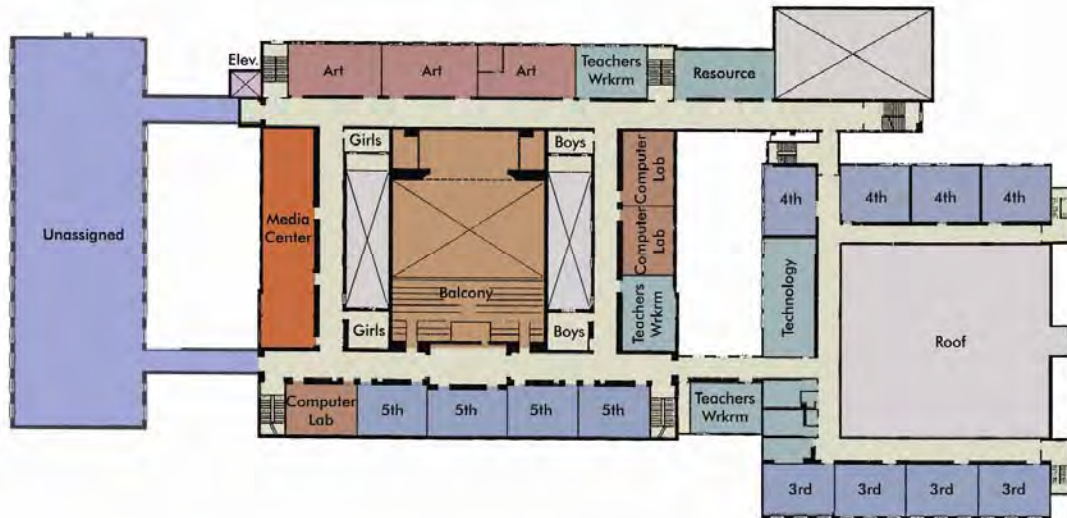 Elev.
Art
Art
Art
Teachers
Wrkrm
Resource
Girls
Boys
Computer
Lab
4th
4th
4th
4th
Unassigned
Media
Center
Computer
Lab
Technology
Balcony
Teachers
Wrkrm
Girls
Boys
Roof
Computer
Lab
5th
5th
5th
5th
Teachers
Wrkrm
3rd
3rd
3rd
3rd